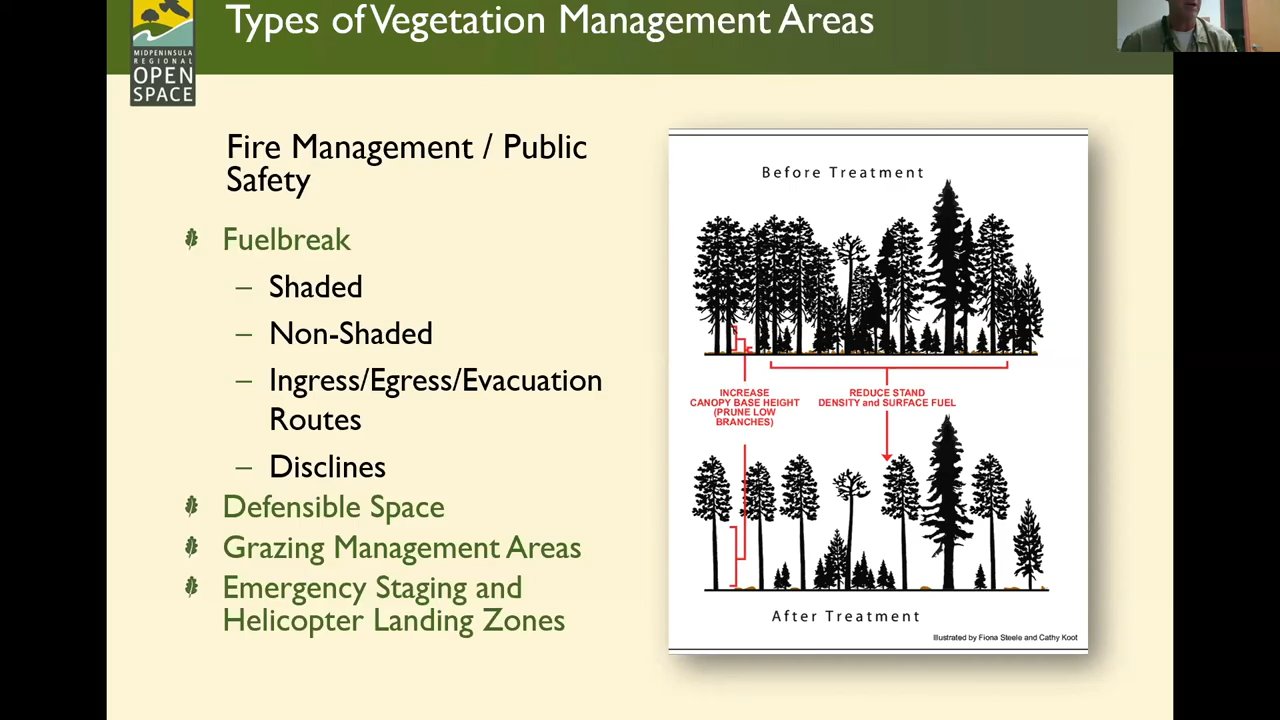 Types of Vegetation Management Areas
MIDPENINSULA
REGIONAL
OPEN
SPACE
Fire Management / Public
Safety
Fuelbreak
– Shaded
– Non-Shaded
– Ingress/Egress/Evacuation
Routes
– Disclines
Defensible Space
Grazing Management Areas
Emergency Staging and
Helicopter Landing Zones
Before Treatment
INCREASE
CANOPY BASE HEIGHT
(PRUNE LOW
BRANCHES)
REDUCE STAND
DENSITY and SURFACE FUEL
After Treatment
Illustrated by Fiona Steele and Cathy Koot